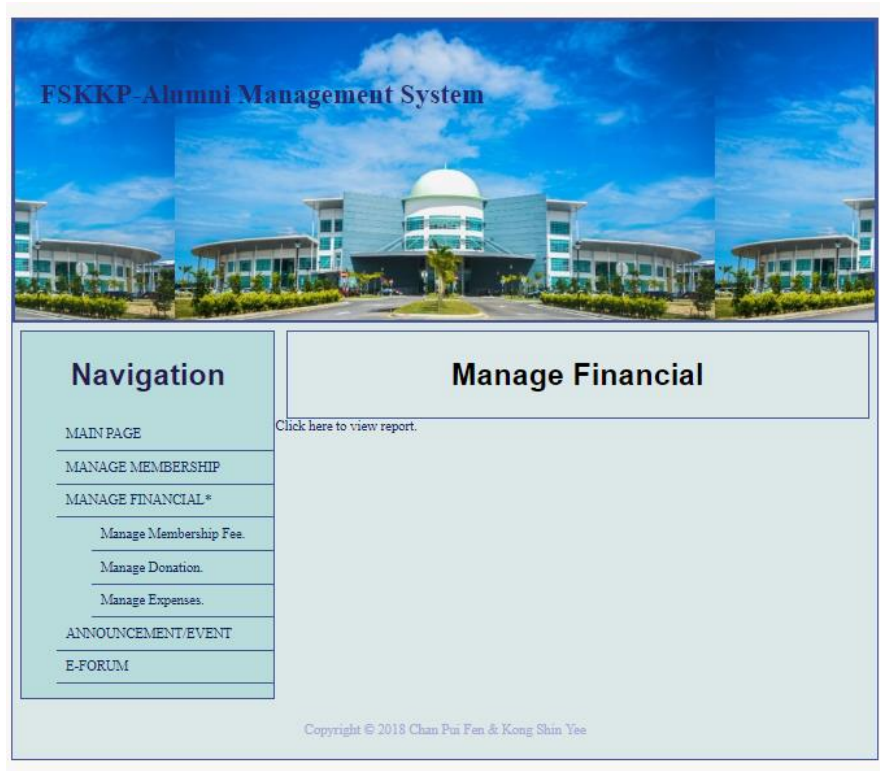 FSKKP-Alumni Management System
Navigation
MAIN PAGE
MANAGE MEMBERSHIP
MANAGE FINANCIAL*
Manage Membership Fee.
Manage Donation.
Manage Expenses.
ANNOUNCEMENT/EVENT
E-FORUM
Manage Financial
Click here to view report.
Copyright © 2018 Chan Pui Fen & Kong Shin Yee